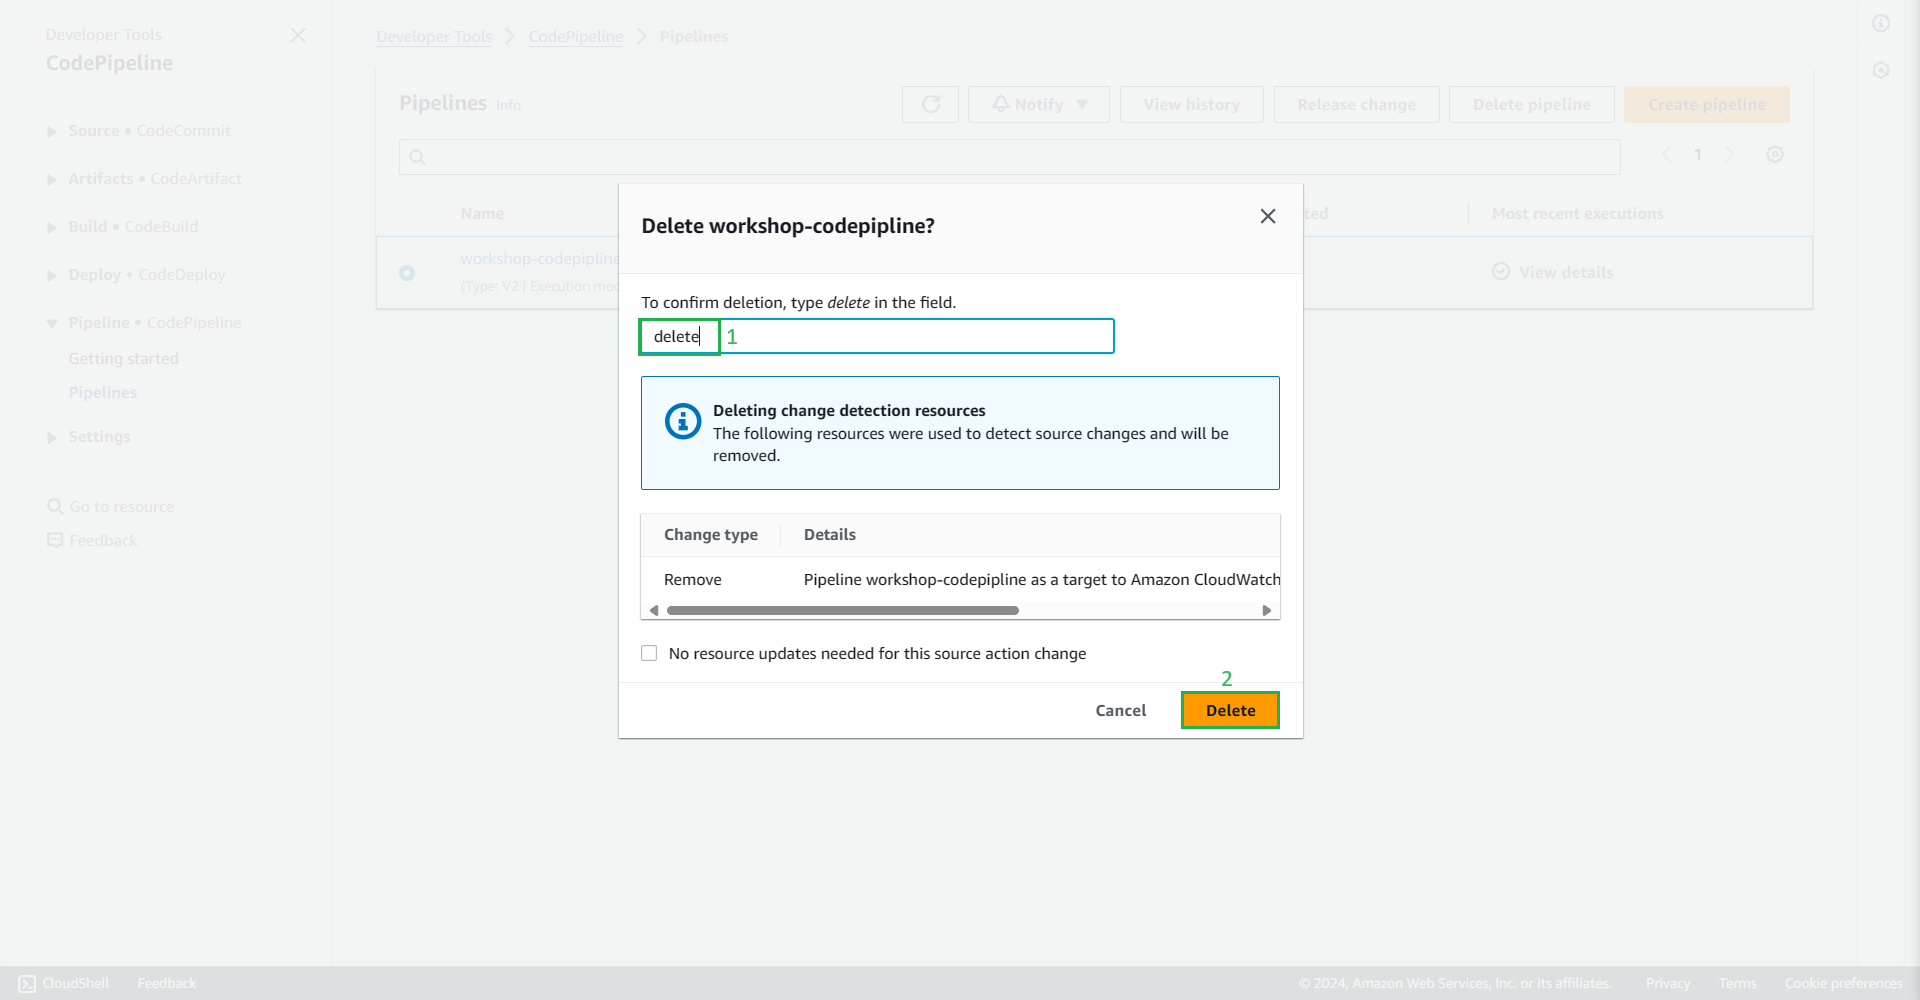 Developer Tools
CodePipeline
Source • CodeCommit
Artifacts • CodeArtifact
Build • CodeBuild
Deploy • CodeDeploy
Pipeline • CodePipeline
Getting started
Pipelines
Settings
Go to resource
Feedback
Developer Tools > CodePipeline > Pipelines
Pipelines Info
Notify ▼ View history Release change Delete pipeline Create pipeline
1
Name ted Most recent executions
workshop-codepipline
(Type: V2 | Execution mo
View details
Delete workshop-codepipline?
To confirm deletion, type delete in the field.
delete 1
Deleting change detection resources
The following resources were used to detect source changes and will be
removed.
Change type Details
Remove Pipeline workshop-codepipline as a target to Amazon CloudWatch
No resource updates needed for this source action change
2
Cancel Delete
CloudShell Feedback © 2024, Amazon Web Services, Inc. or its affiliates. Privacy Terms Cookie preferences